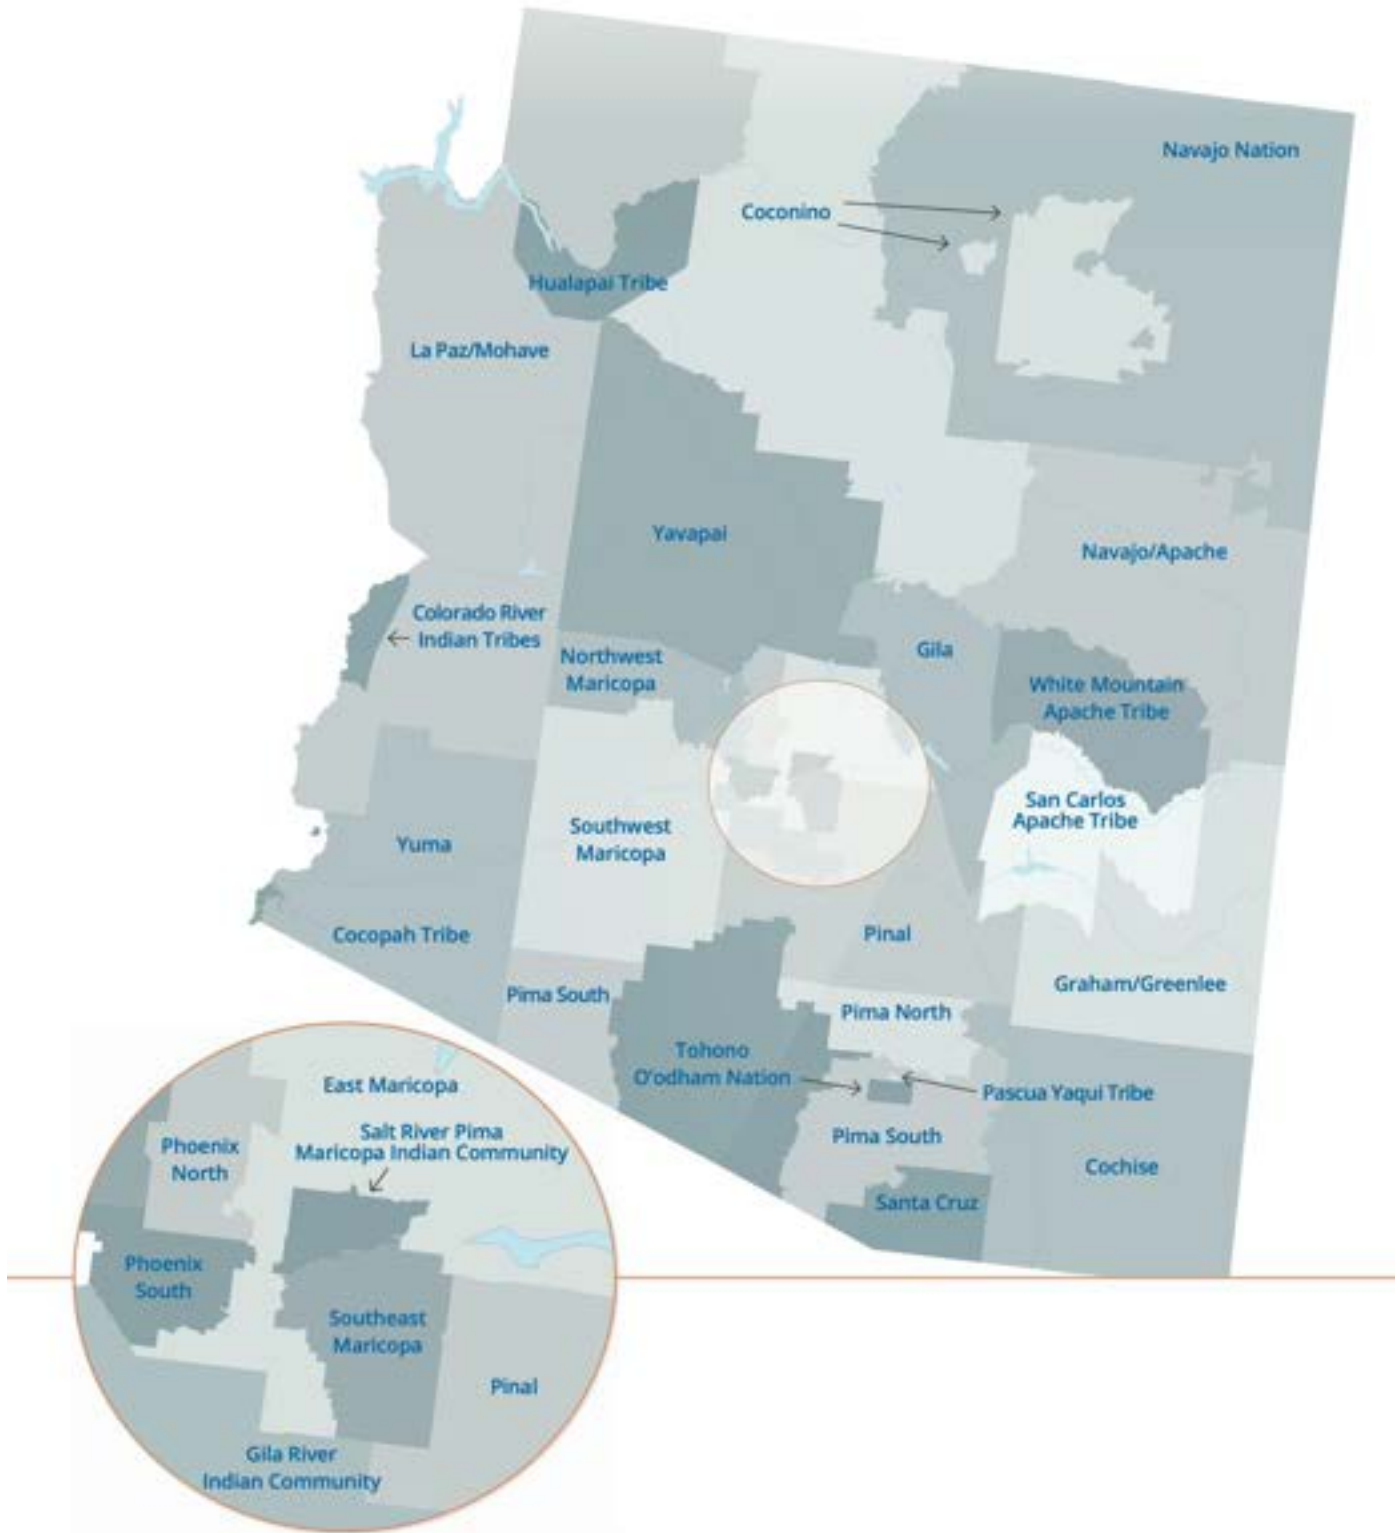 Navajo Nation
Coconino
Hualapai Tribe
La Paz/Mohave
Yavapai
Navajo/Apache
Colorado River
Indian Tribes
Gila
Northwest
Maricopa
White Mountain
Apache Tribe
San Carlos
Apache Tribe
Southwest
Maricopa
Yuma
Cocopah Tribe
Pinal
Graham/Greenlee
Pima South
Pima North
Tohono
O'odham Nation
Pascua Yaqui Tribe
Pima South
Cochise
Santa Cruz
East Maricopa
Salt River Pima
Maricopa Indian Community
Phoenix
North
Phoenix
South
Southeast
Maricopa
Pinal
Gila River
Indian Community